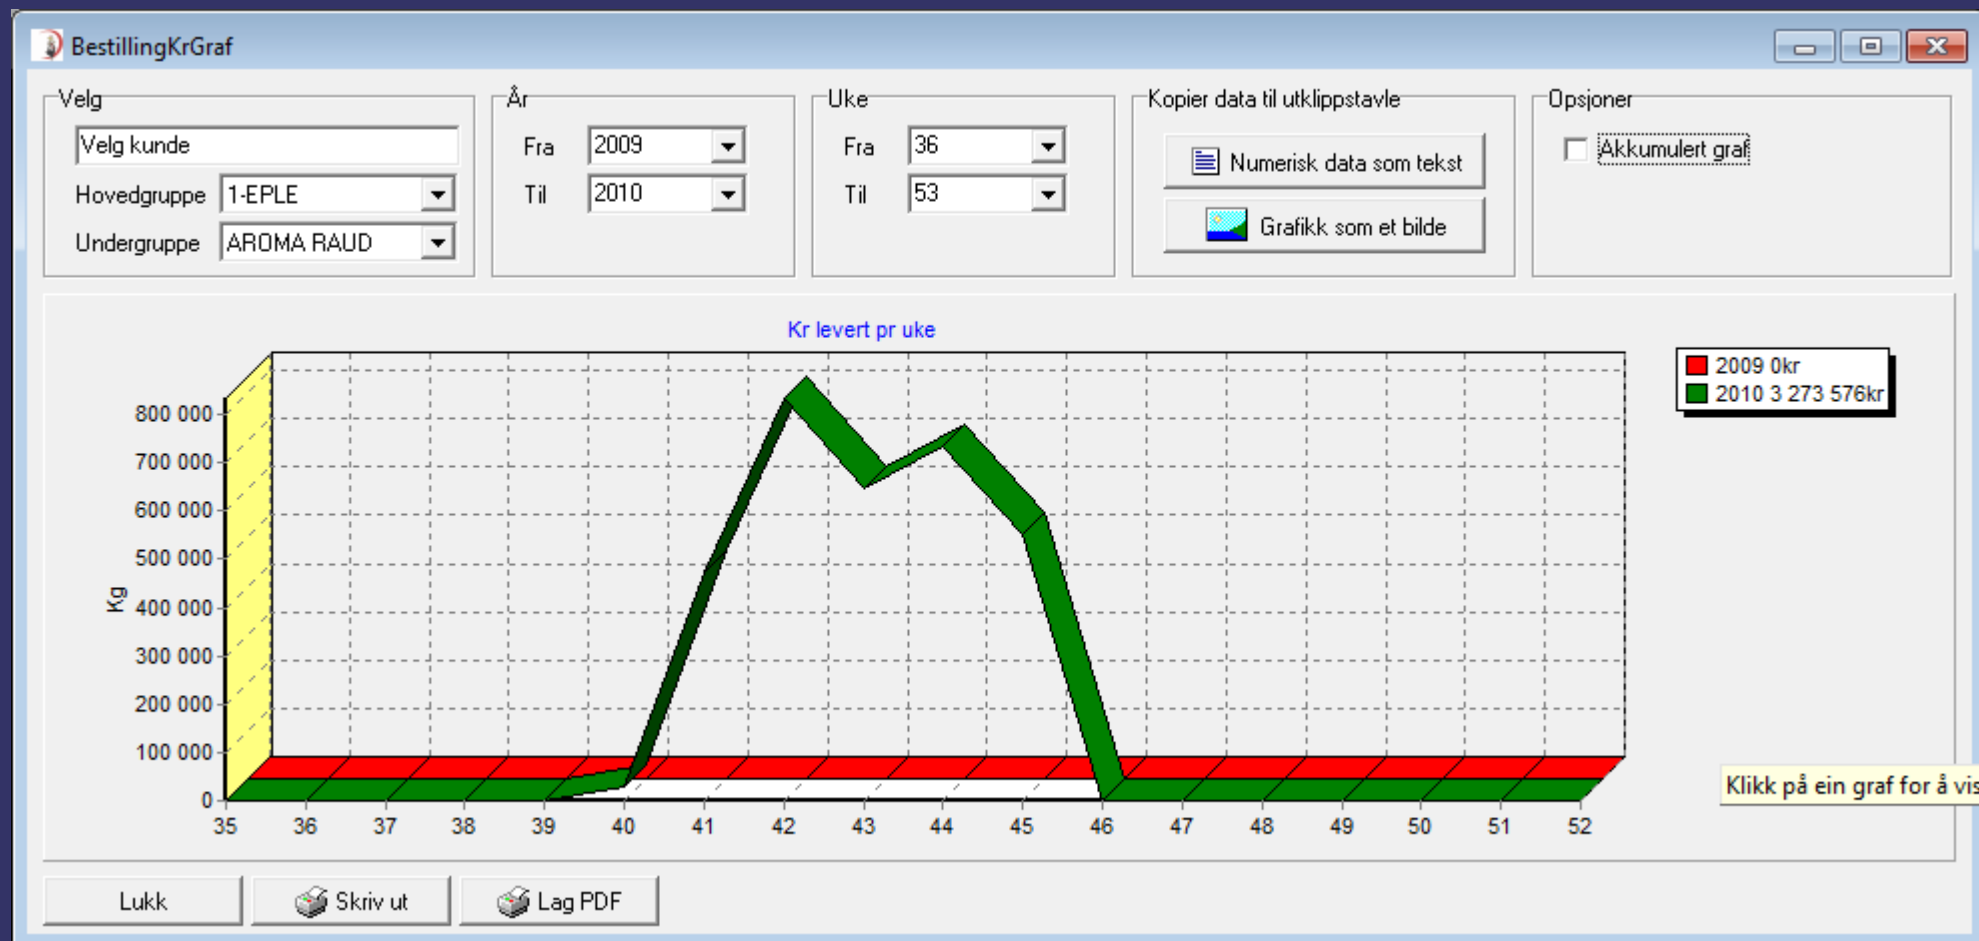 BestillingKrGraf
Velg
Velg kunde
Hovedgruppe 1-EPLE
Undergruppe AROMA RAUD
År
Fra 2009
Til 2010
Uke
Fra 36
Til 53
Kopier data til utklippstavle
Numerisk data som tekst
Grafikk som et bilde
Opsjoner
Akkumulert graf
Kr levert pr uke
2009 0kr
2010 3 273 576kr
Kg
800 000
700 000
600 000
500 000
400 000
300 000
200 000
100 000
0
35 36 37 38 39 40 41 42 43 44 45 46 47 48 49 50 51 52
Klikk på ein graf for å vis
Lukk
Skriv ut
Lag PDF